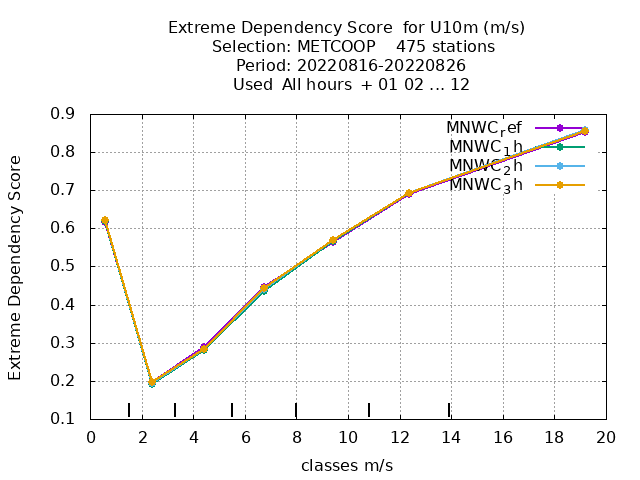 Extreme Dependency Score  for U10m (m/s)
Selection: METCOOP    475 stations
Period: 20220816-20220826
Used  All hours  + 01 02 ... 12
Extreme Dependency Score
0.9
0.8
0.7
0.6
0.5
0.4
0.3
0.2
0.1
MNWC_ref
MNWC_1h
MNWC_2h
MNWC_3h
0 2 4 6 8 10 12 14 16 18 20
classes m/s